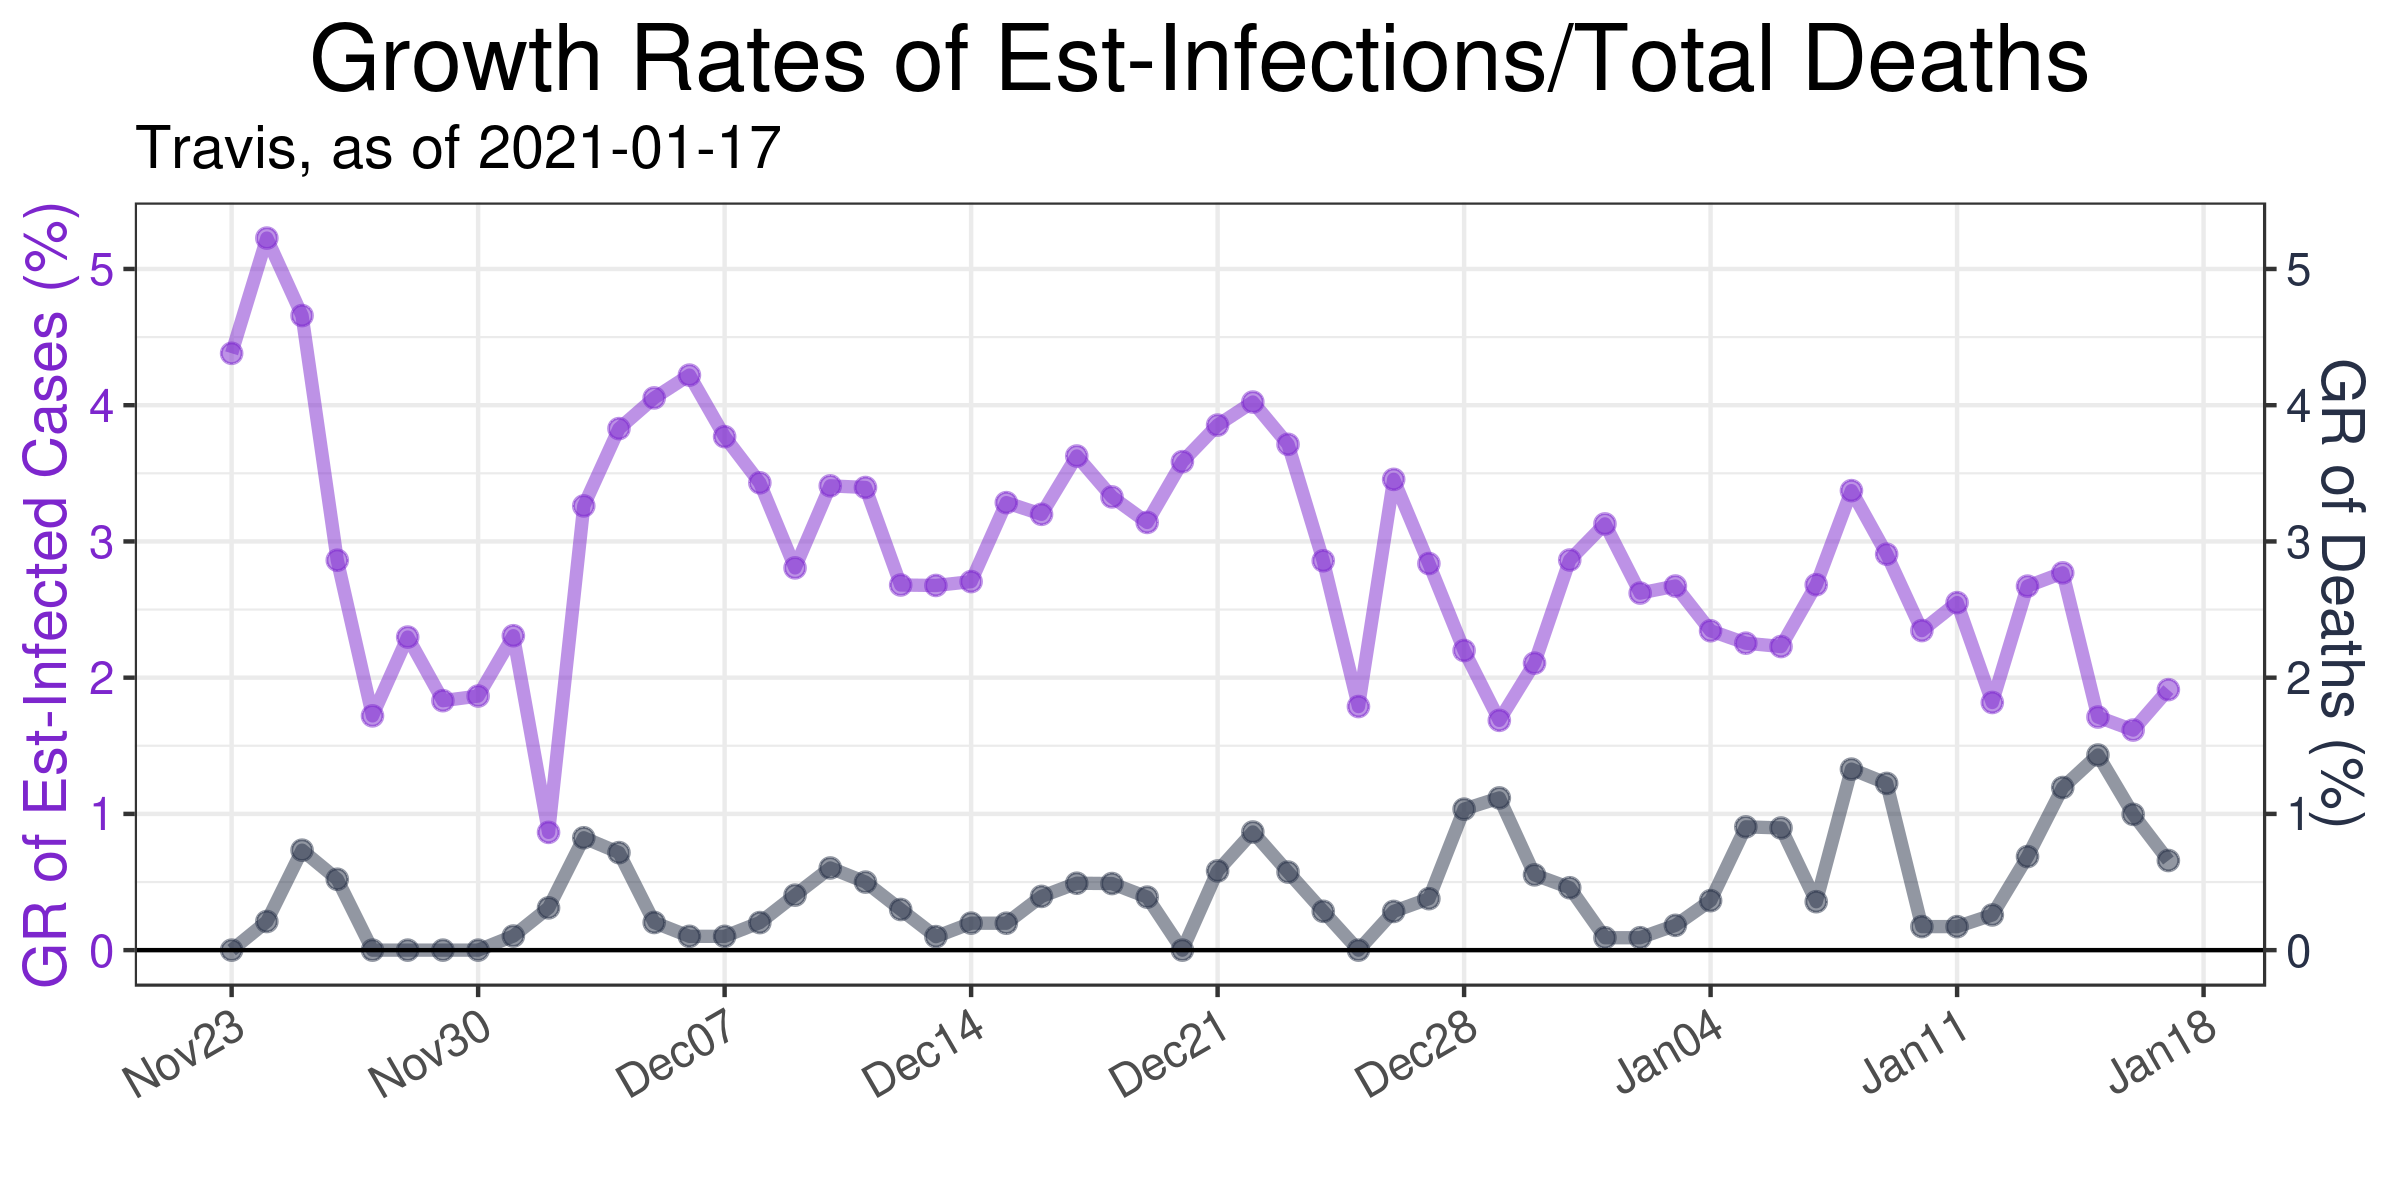 Growth Rates of Est-Infections/Total Deaths
Travis, as of 2021-01-17
GR of Est-Infected Cases (%)
5
4
3
2
1
0
5
4
3
2
1
0
GR of Deaths (%)
Nov23
Nov30
Dec07
Dec14
Dec21
Dec28
Jan04
Jan11
Jan18